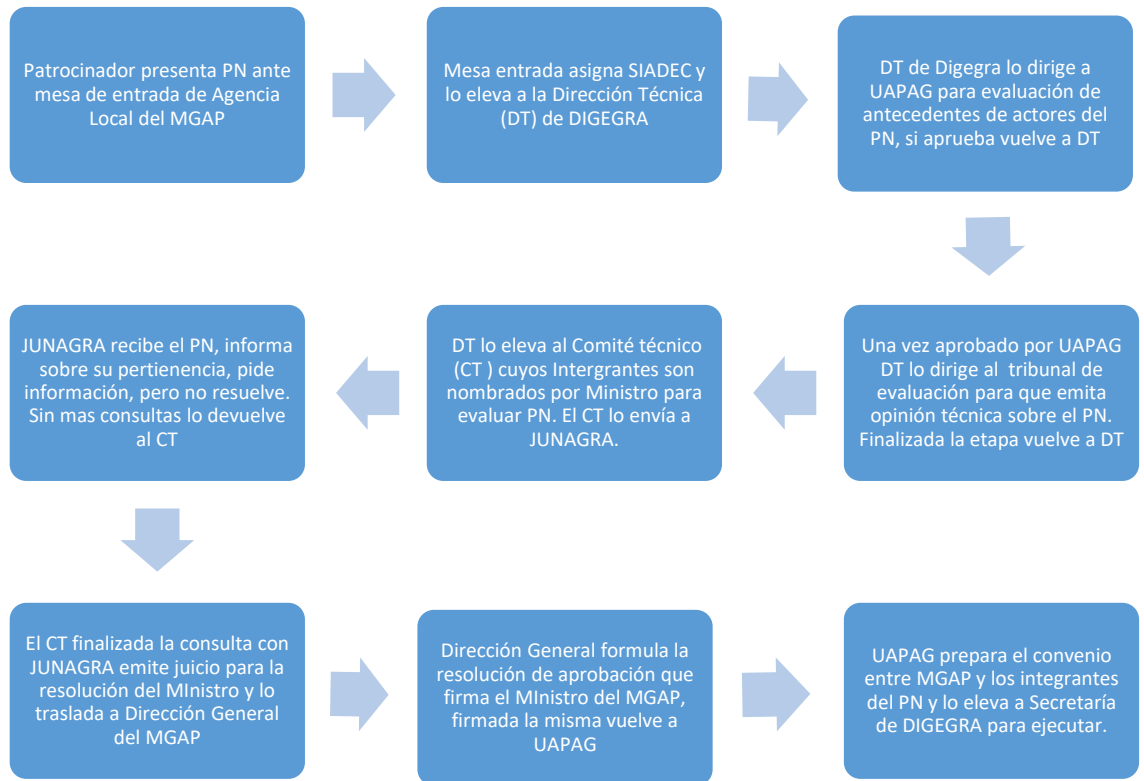 Patrocinador presenta PN ante
mesa de entrada de Agencia
Local del MGAP
Mesa entrada asigna SIADEC y
lo eleva a la Dirección Técnica
(DT) de DIGEGRA
DT de Digegra lo dirige a
UAPAG para evaluación de
antecedentes de actores del
PN, si aprueba vuelve a DT
Una vez aprobado por UAPAG
DT lo dirige al tribunal de
evaluación para que emita
opinión técnica sobre el PN.
Finalizada la etapa vuelve a DT
DT lo eleva al Comité técnico
(CT ) cuyos Intergrantes son
nombrados por Ministro para
evaluar PN. El CT lo envía a
JUNAGRA.
JUNAGRA recibe el PN, informa
sobre su pertienencia, pide
información, pero no resuelve.
Sin mas consultas lo devuelve
al CT
El CT finalizada la consulta con
JUNAGRA emite juicio para la
resolución del MInistro y lo
traslada a Dirección General
del MGAP
Dirección General formula la
resolución de aprobación que
firma el MInistro del MGAP,
firmada la misma vuelve a
UAPAG
UAPAG prepara el convenio
entre MGAP y los integrantes
del PN y lo eleva a Secretaría
de DIGEGRA para ejecutar.